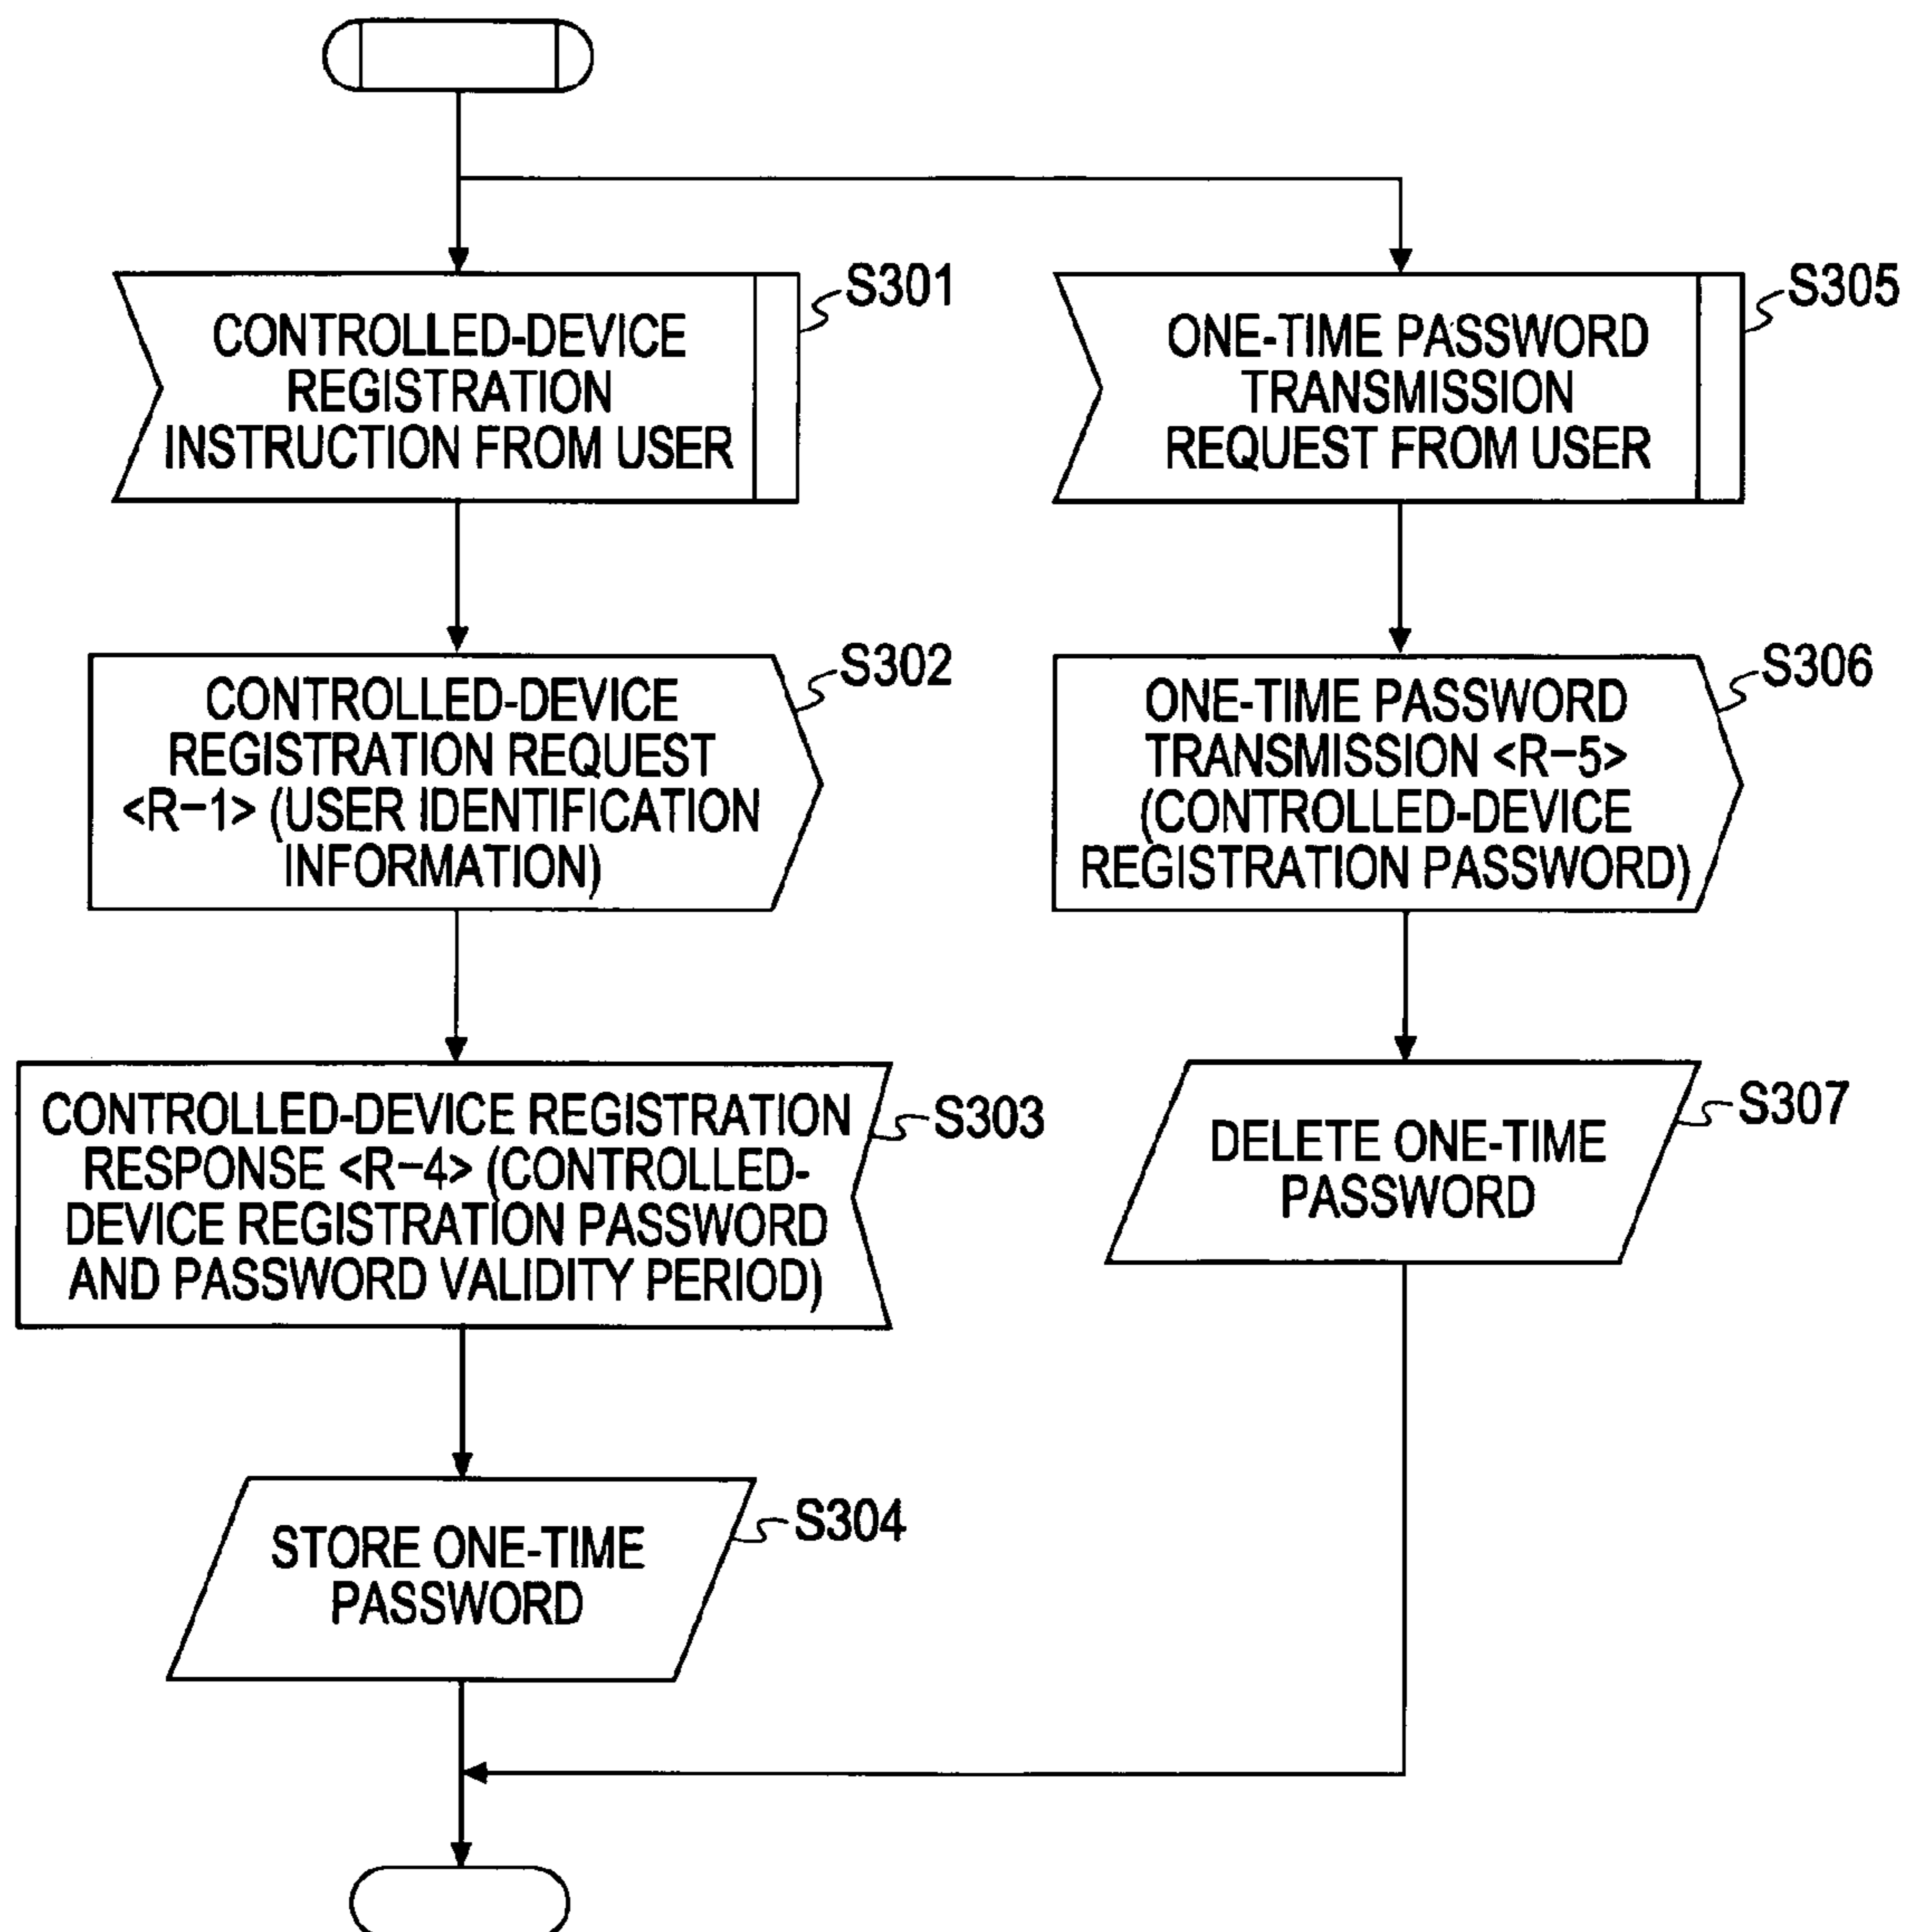 CONTROLLED-DEVICE
REGISTRATION
INSTRUCTION FROM USER
S301
CONTROLLED-DEVICE
REGISTRATION REQUEST
<R-1> (USER IDENTIFICATION
INFORMATION)
S302
CONTROLLED-DEVICE REGISTRATION
RESPONSE <R-4> (CONTROLLED-
DEVICE REGISTRATION PASSWORD
AND PASSWORD VALIDITY PERIOD)
S303
STORE ONE-TIME
PASSWORD
S304
ONE-TIME PASSWORD
TRANSMISSION
REQUEST FROM USER
S305
ONE-TIME PASSWORD
TRANSMISSION <R-5>
(CONTROLLED-DEVICE
REGISTRATION PASSWORD)
S306
DELETE ONE-TIME
PASSWORD
S307